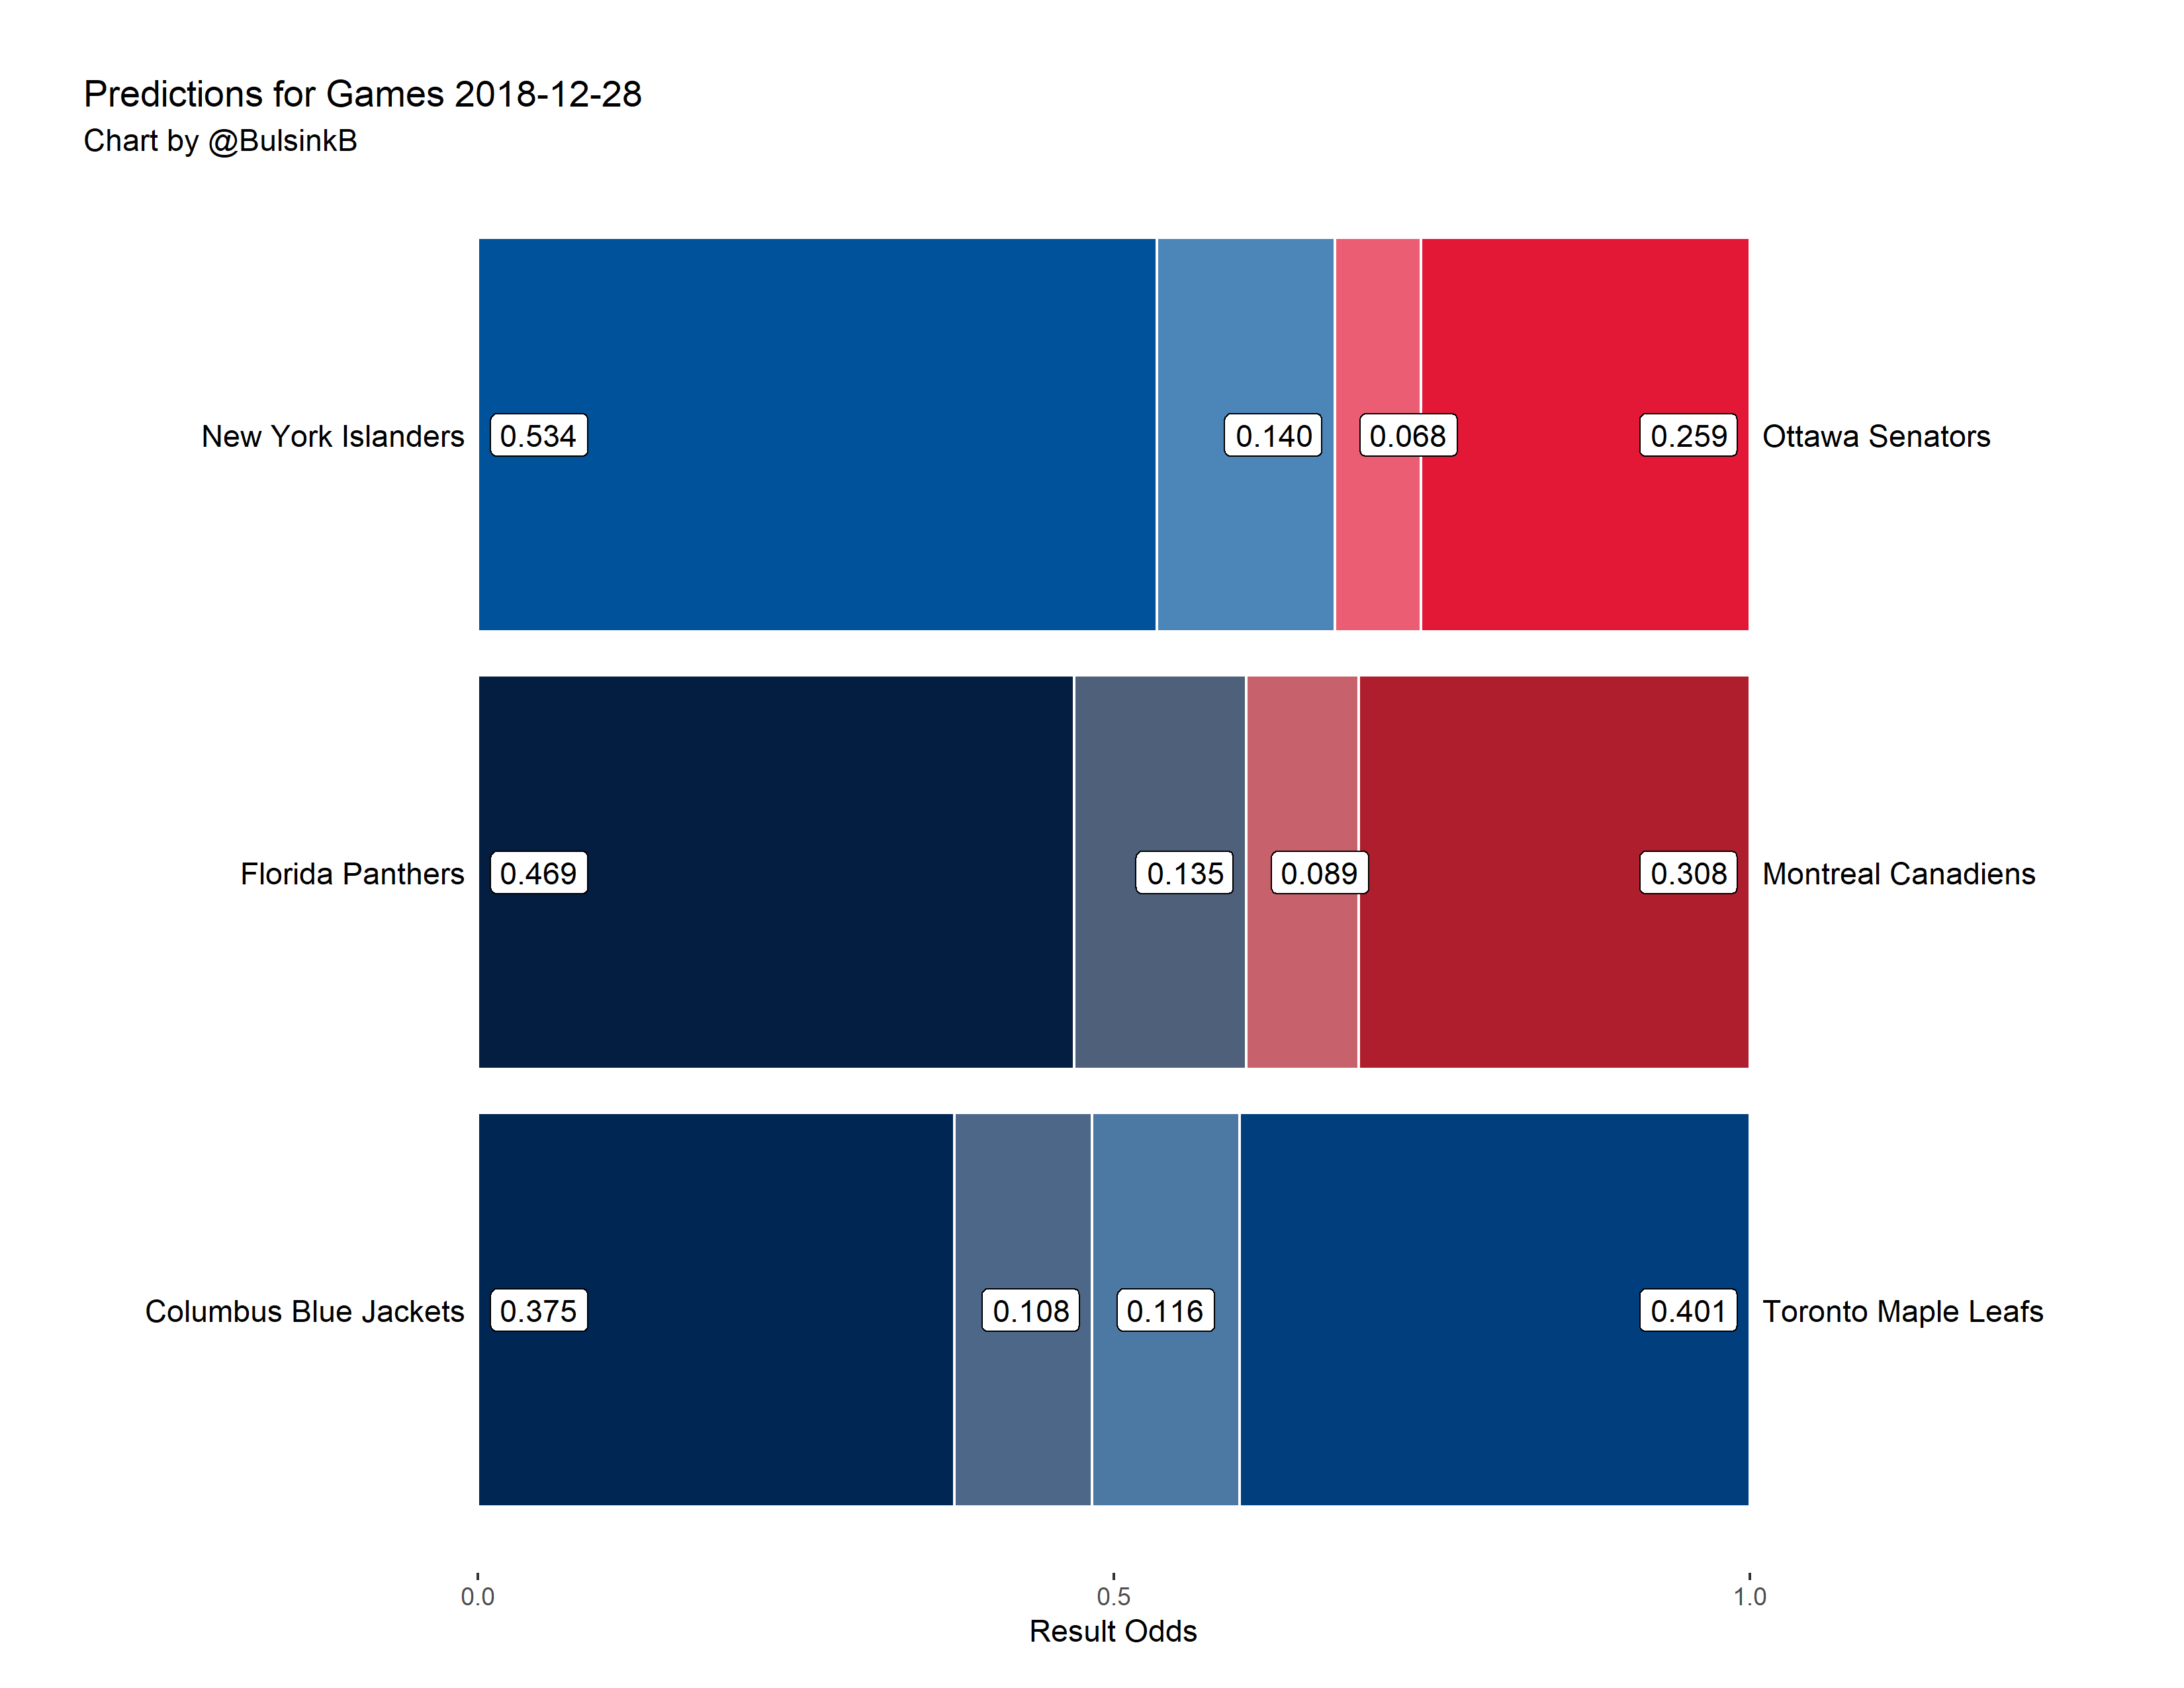 Predictions for Games 2018-12-28
Chart by @BulsinkB
New York Islanders 0.534 0.140 0.068 0.259 Ottawa Senators
Florida Panthers 0.469 0.135 0.089 0.308 Montreal Canadiens
Columbus Blue Jackets 0.375 0.108 0.116 0.401 Toronto Maple Leafs
0.0 0.5 1.0
Result Odds